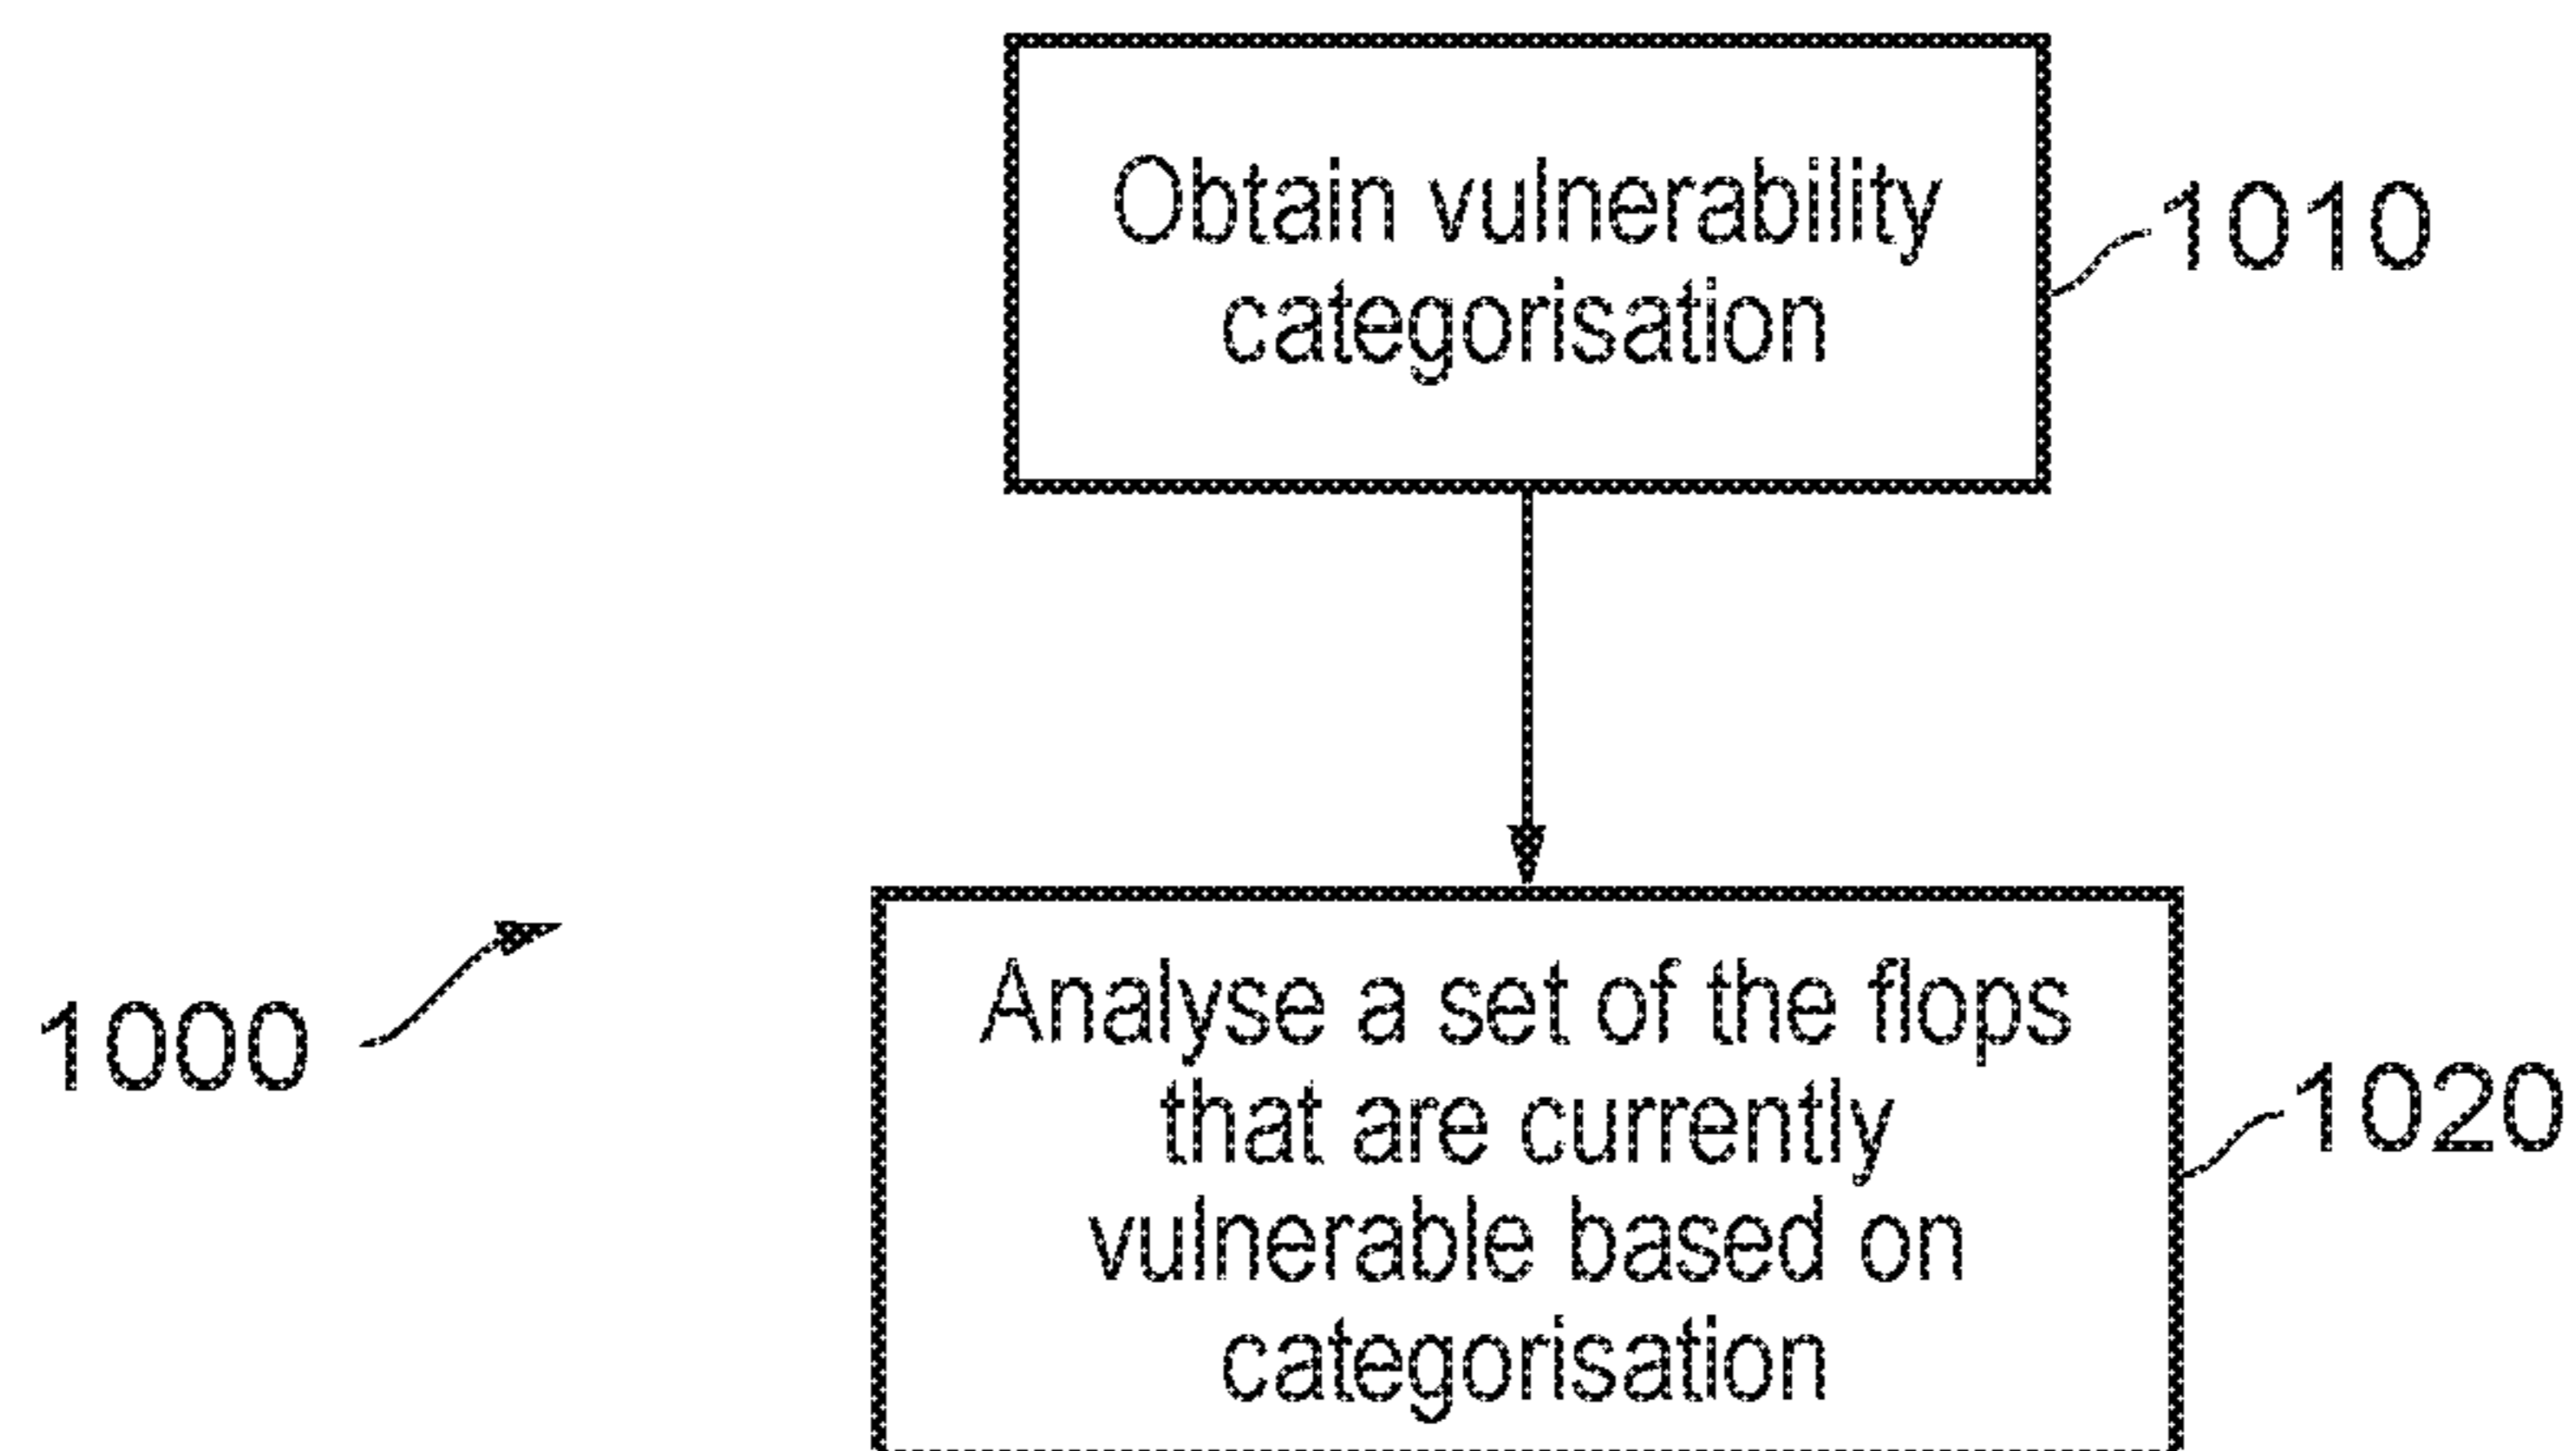 Obtain vulnerability
categorisation
1010
1000
Analyse a set of the flops
that are currently
vulnerable based on
categorisation
1020